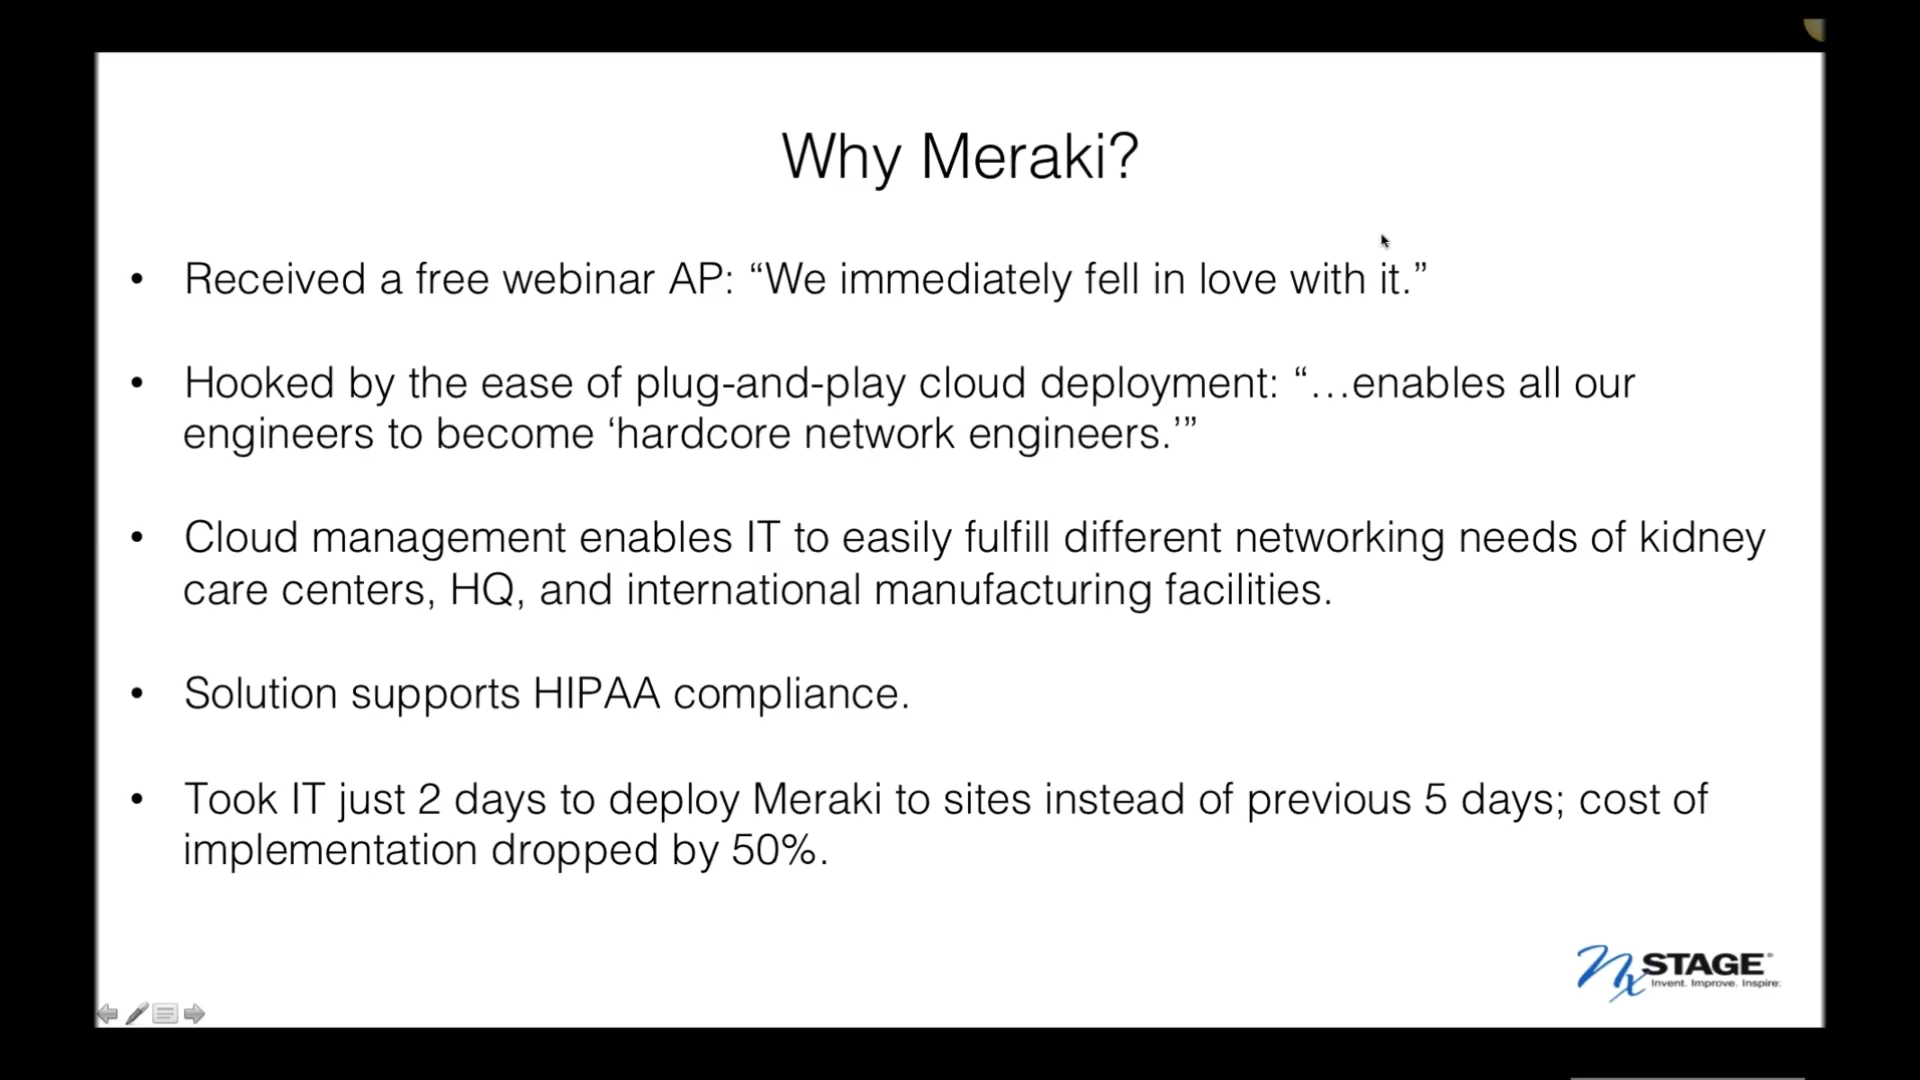 Why Meraki?
• Received a free webinar AP: “We immediately fell in love with it.”
• Hooked by the ease of plug-and-play cloud deployment: “…enables all our
engineers to become ‘hardcore network engineers.’”
• Cloud management enables IT to easily fulfill different networking needs of kidney
care centers, HQ, and international manufacturing facilities.
• Solution supports HIPAA compliance.
• Took IT just 2 days to deploy Meraki to sites instead of previous 5 days; cost of
implementation dropped by 50%.
NxSTAGE®
Invent. Improve. Inspire.